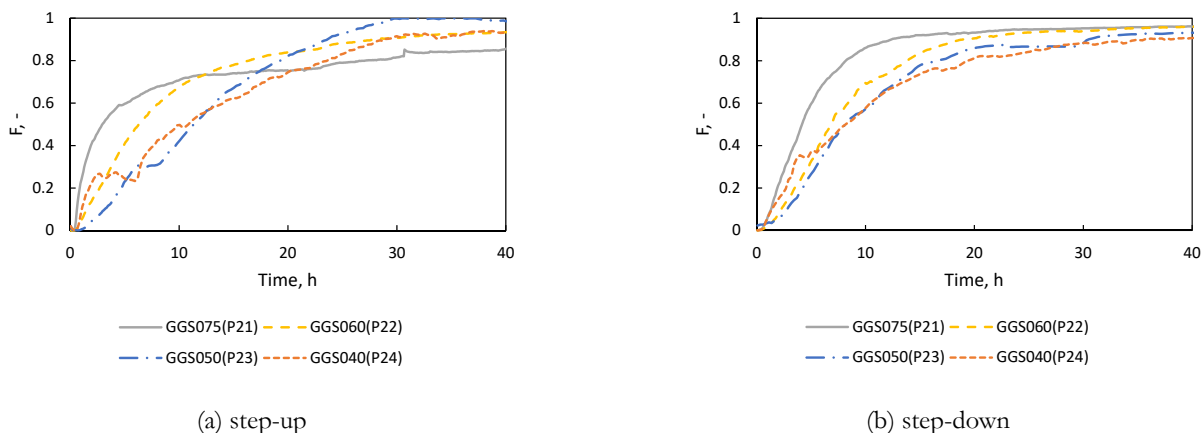 1
0.8
0.6
0.4
0.2
0
F, -
0 10 20 30 40
Time, h
GGS075(P21) GGS060(P22)
GGS050(P23) GGS040(P24)
(a) step-up
1
0.8
0.6
0.4
0.2
0
F, -
0 10 20 30 40
Time, h
GGS075(P21) GGS060(P22)
GGS050(P23) GGS040(P24)
(b) step-down